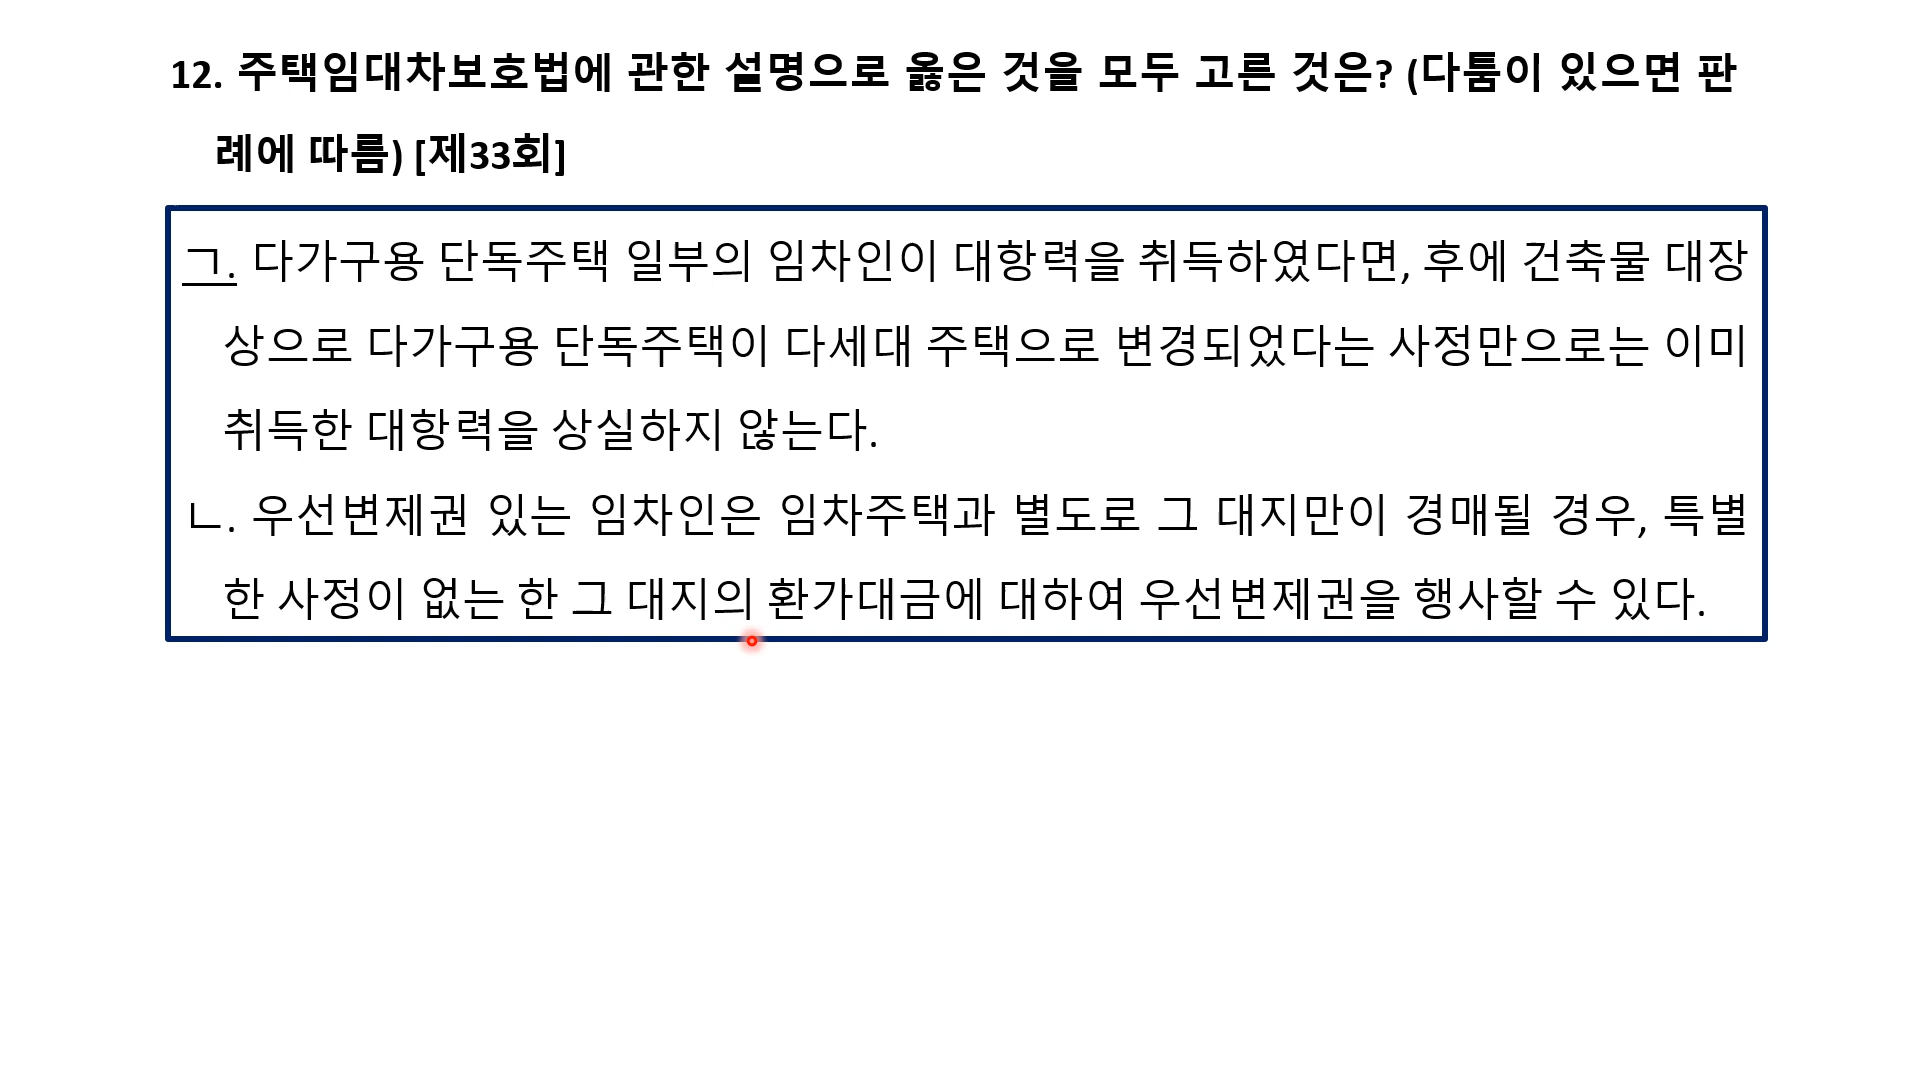 12. 주택임대차보호법에 관한 설명으로 옳은 것을 모두 고른 것은? (다툼이 있으면 판
례에 따름) [제33회]
ㄱ. 다가구용 단독주택 일부의 임차인이 대항력을 취득하였다면, 후에 건축물 대장
상으로 다가구용 단독주택이 다세대 주택으로 변경되었다는 사정만으로는 이미
취득한 대항력을 상실하지 않는다.
ㄴ. 우선변제권 있는 임차인은 임차주택과 별도로 그 대지만이 경매될 경우, 특별
한 사정이 없는 한 그 대지의 환가대금에 대하여 우선변제권을 행사할 수 있다.